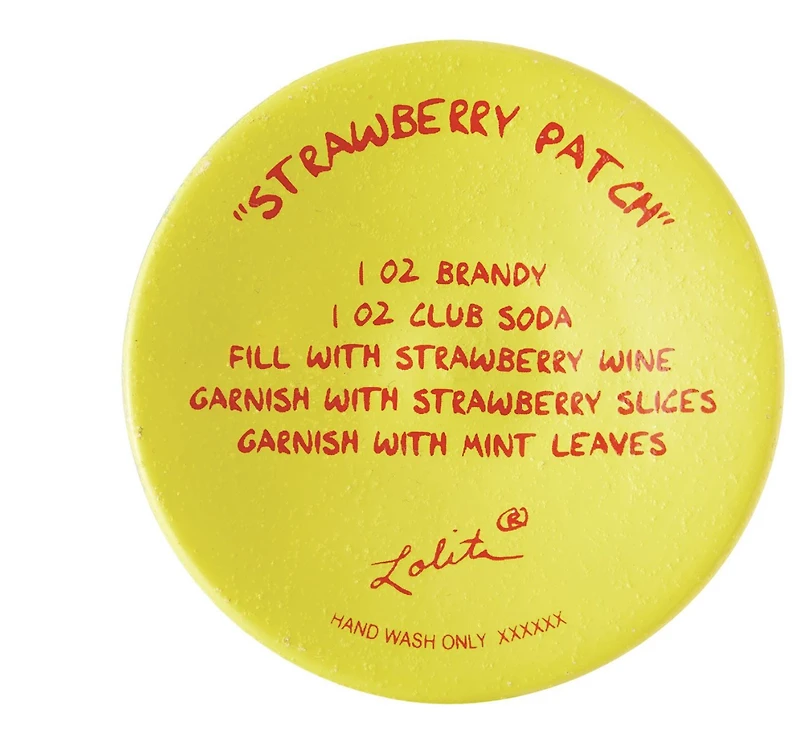 "STRAWBERRY PATCH"
1 OZ BRANDY
1 OZ CLUB SODA
FILL WITH STRAWBERRY WINE
GARNISH WITH STRAWBERRY SLICES
GARNISH WITH MINT LEAVES
Lolita®
HAND WASH ONLY XXXXXX